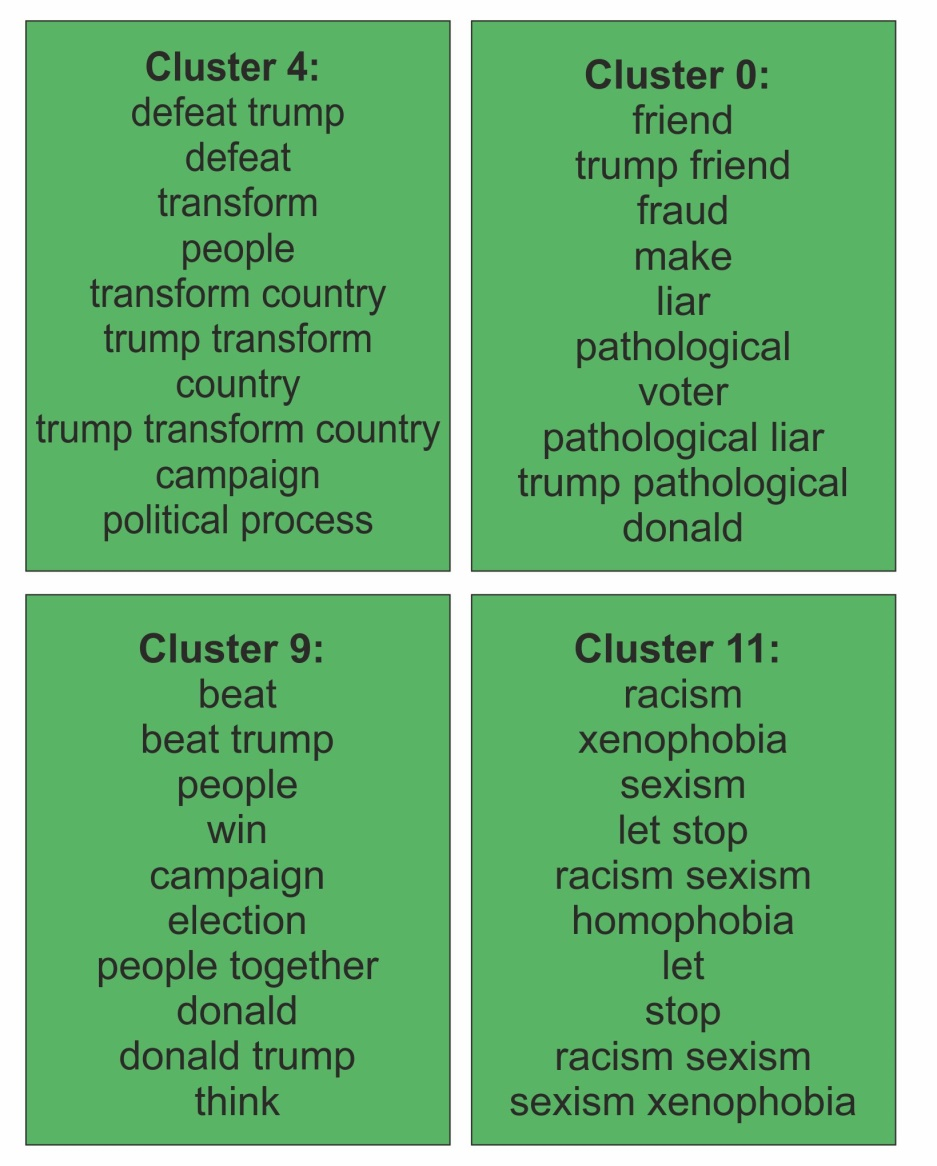 Cluster 4:
defeat trump
defeat
transform
people
transform country
trump transform
country
trump transform country
campaign
political process
Cluster 0:
friend
trump friend
fraud
make
liar
pathological
voter
pathological liar
trump pathological
donald
Cluster 9:
beat
beat trump
people
win
campaign
election
people together
donald
donald trump
think
Cluster 11:
racism
xenophobia
sexism
let stop
racism sexism
homophobia
let
stop
racism sexism
sexism xenophobia